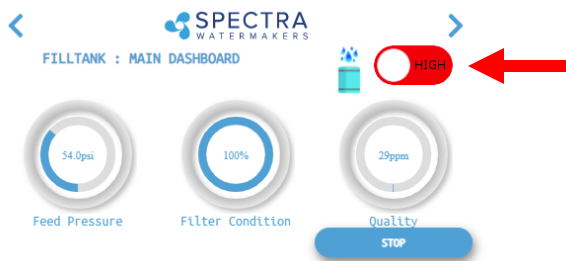 SPECTRA
WATERMAKERS
FILLTANK : MAIN DASHBOARD
HIGH
54.0psi
100%
29ppm
Feed Pressure
Filter Condition
Quality
STOP